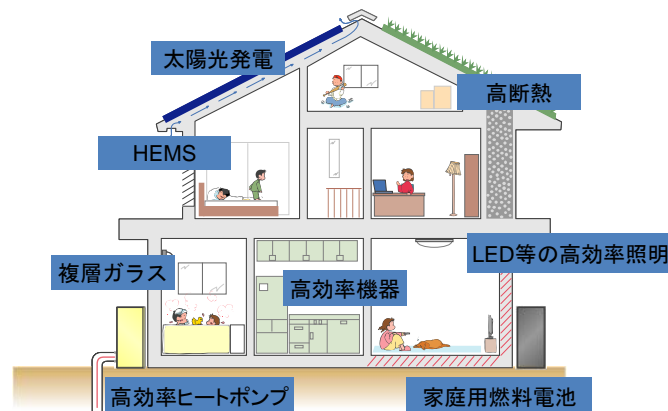 太陽光発電
高断熱
HEMS
LED等の高効率照明
複層ガラス
高効率機器
高効率ヒートポンプ
家庭用燃料電池